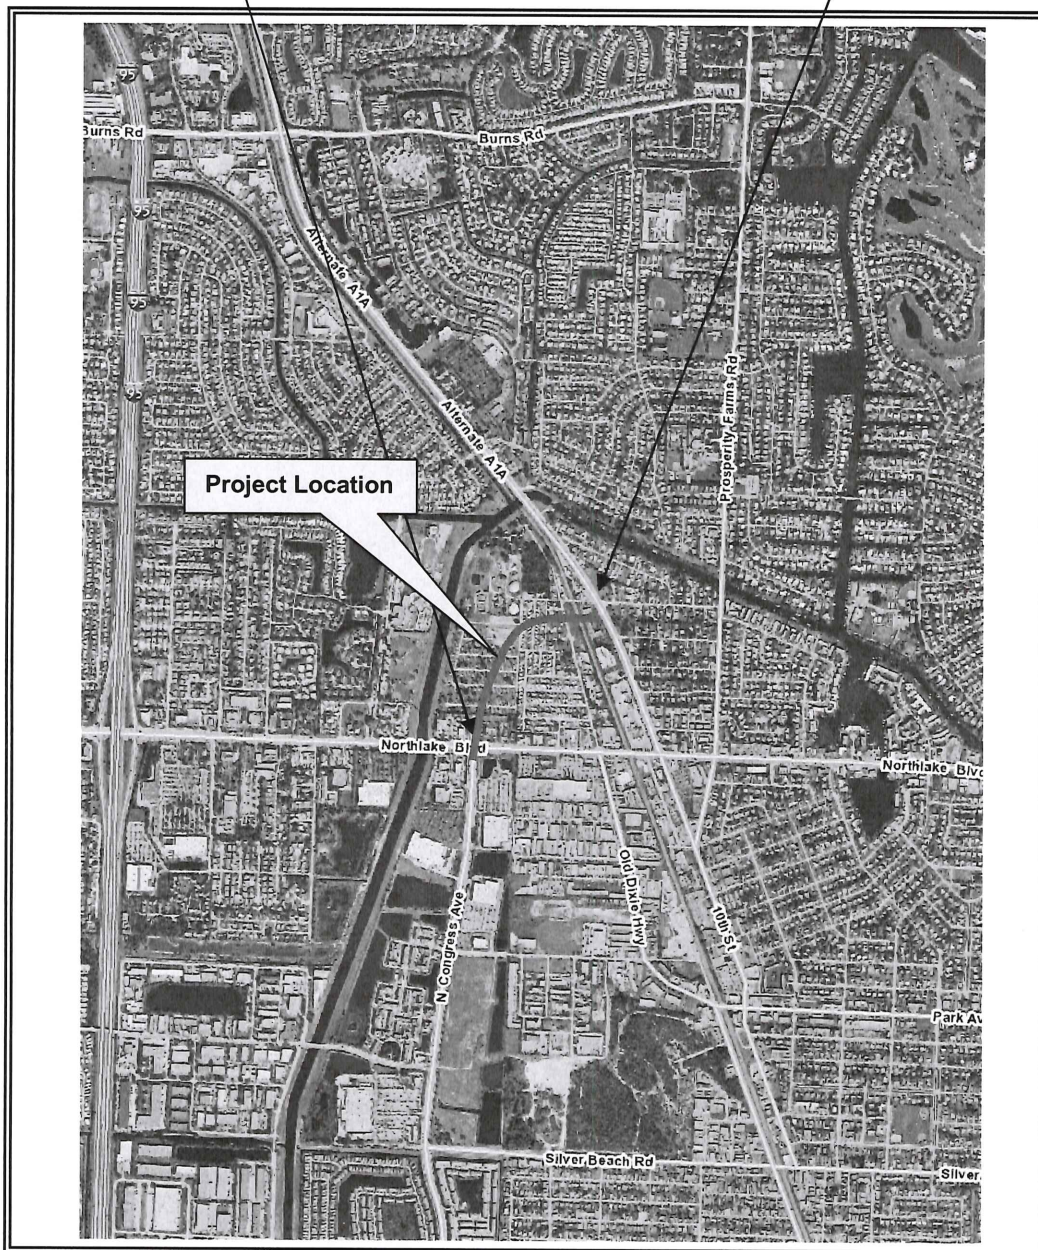 95
Burns Rd
Burns Rd
95
Alternate A1A
95
Prosperity Farms Rd
95
Alternate A1A
Project Location
Northlake Blvd
Northlake Blvd
Old Dixie Hwy
N Congress Ave
10th St
Park Av
Silver Beach Rd
Silver